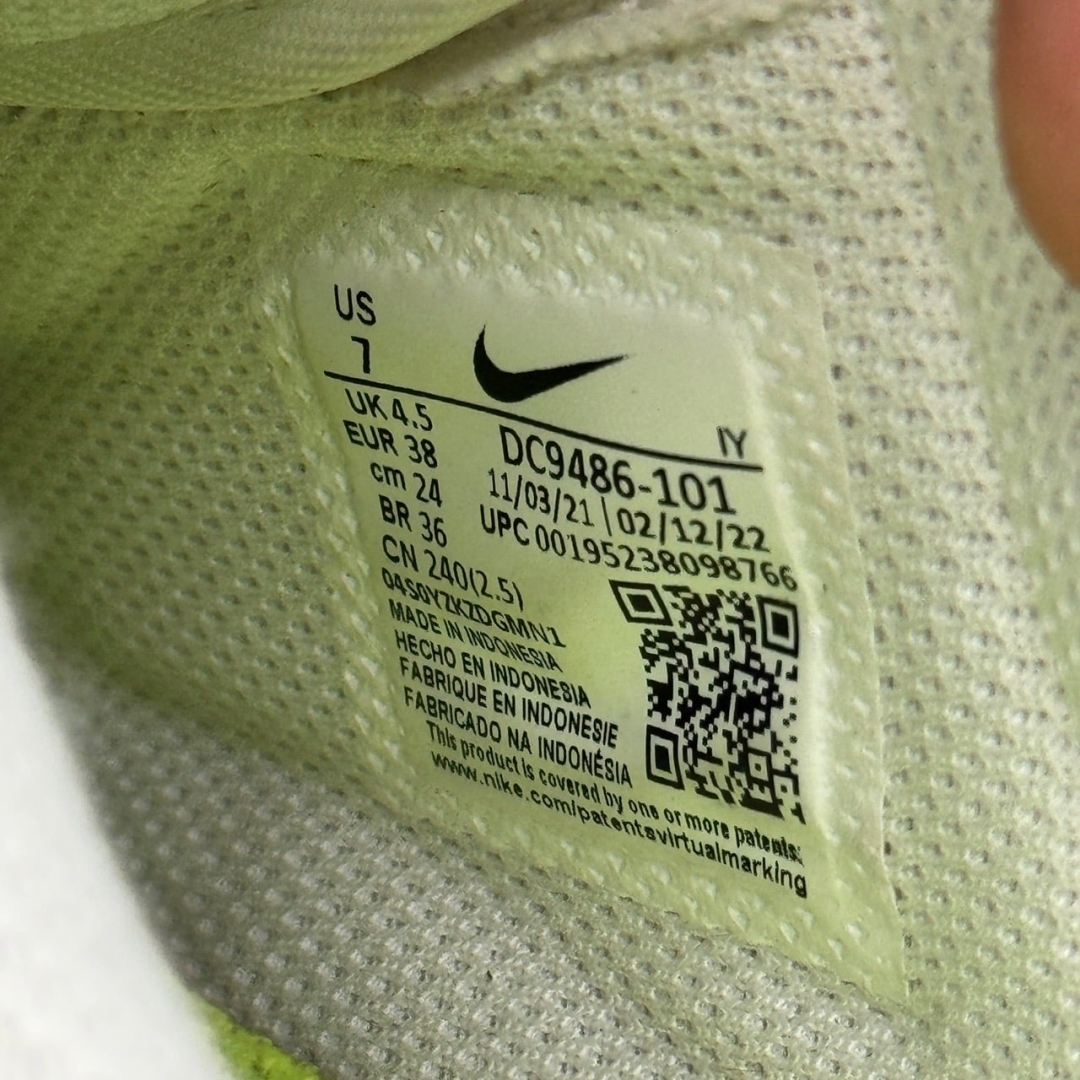 US
7
UK 4.5
EUR 38
cm 24
BR 36
CN 240(2.5)
IY
DC9486-101
11/03/21 | 02/12/22
UPC 00195238098766
04S0YZKZDGMN1
MADE IN INDONESIA
HECHO EN INDONESIA
FABRIQUE EN INDONESIE
FABRICADO NA INDONÉSIA
This product is covered by one or more patents:
www.nike.com/patentsvirtualmarking